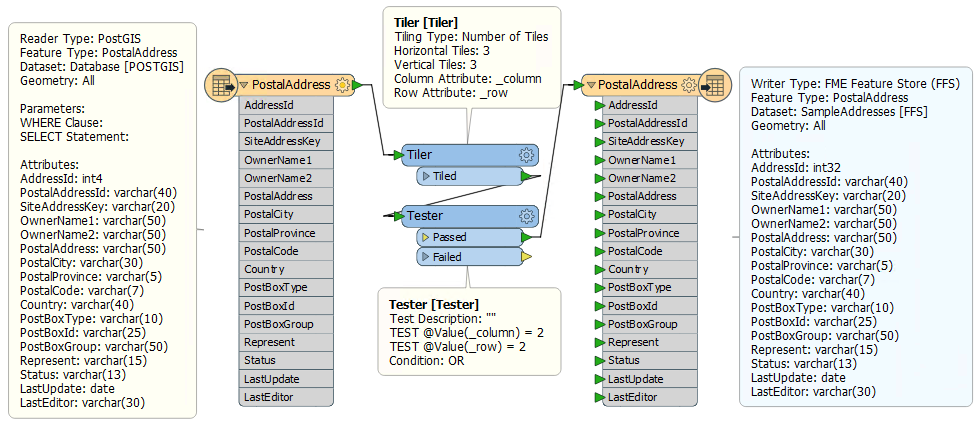 Reader Type: PostGIS
Feature Type: PostalAddress
Dataset: Database [POSTGIS]
Geometry: All
Parameters:
WHERE Clause:
SELECT Statement:
Attributes:
AddressId: int4
PostalAddressId: varchar(40)
SiteAddressKey: varchar(20)
OwnerName1: varchar(50)
OwnerName2: varchar(50)
PostalAddress: varchar(50)
PostalCity: varchar(30)
PostalProvince: varchar(5)
PostalCode: varchar(7)
Country: varchar(40)
PostBoxType: varchar(10)
PostBoxId: varchar(25)
PostBoxGroup: varchar(50)
Represent: varchar(15)
Status: varchar(13)
LastUpdate: date
LastEditor: varchar(30)
PostalAddress
AddressId
PostalAddressId
SiteAddressKey
OwnerName1
OwnerName2
PostalAddress
PostalCity
PostalProvince
PostalCode
Country
PostBoxType
PostBoxId
PostBoxGroup
Represent
Status
LastUpdate
LastEditor
Tiler [Tiler]
Tiling Type: Number of Tiles
Horizontal Tiles: 3
Vertical Tiles: 3
Column Attribute: _column
Row Attribute: _row
Tiler
Tiled
Tester
Passed
Failed
Tester [Tester]
Test Description: ""
TEST @Value(_column) = 2
TEST @Value(_row) = 2
Condition: OR
PostalAddress
AddressId
PostalAddressId
SiteAddressKey
OwnerName1
OwnerName2
PostalAddress
PostalCity
PostalProvince
PostalCode
Country
PostBoxType
PostBoxId
PostBoxGroup
Represent
Status
LastUpdate
LastEditor
Writer Type: FME Feature Store (FFS)
Feature Type: PostalAddress
Dataset: SampleAddresses [FFS]
Geometry: All
Attributes:
AddressId: int32
PostalAddressId: varchar(40)
SiteAddressKey: varchar(20)
OwnerName1: varchar(50)
OwnerName2: varchar(50)
PostalAddress: varchar(50)
PostalCity: varchar(30)
PostalProvince: varchar(5)
PostalCode: varchar(7)
Country: varchar(40)
PostBoxType: varchar(10)
PostBoxId: varchar(25)
PostBoxGroup: varchar(50)
Represent: varchar(15)
Status: varchar(13)
LastUpdate: date
LastEditor: varchar(30)